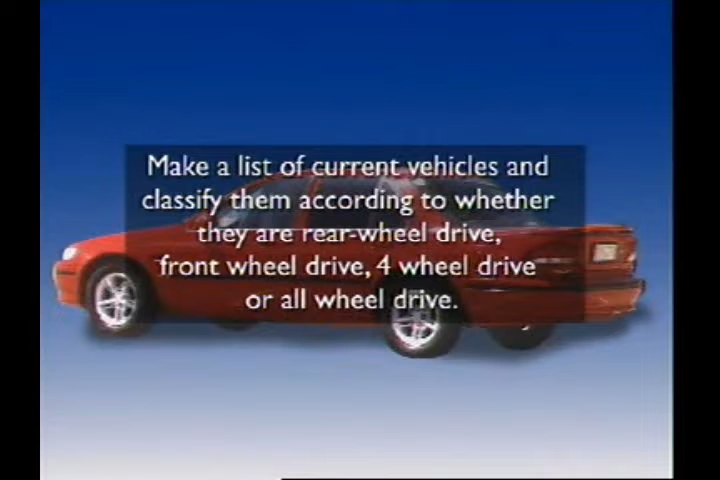 Make a list of current vehicles and
classify them according to whether
they are rear-wheel drive,
front wheel drive, 4 wheel drive
or all wheel drive.